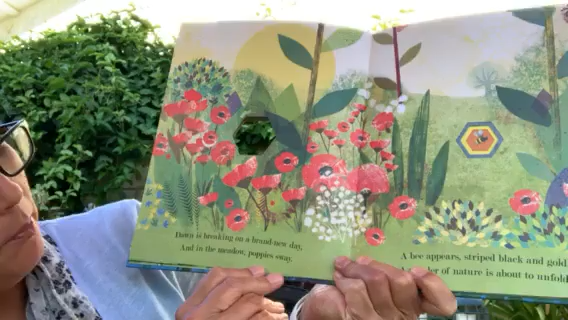 Dawn is breaking on a brand-new day,
And in the meadow, poppies sway.
A bee appears, striped black and gold
of nature is about to unfold